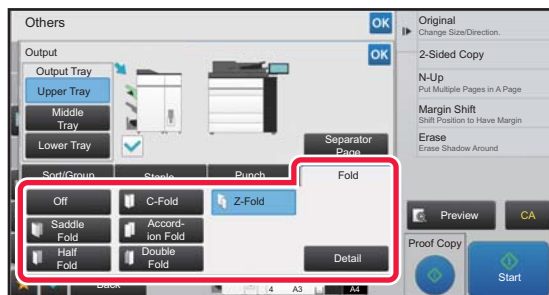 Others
OK
Output
OK
Output Tray
Upper Tray
Middle
Tray
Lower Tray
Separator
Page
Sort/Group
Staple
Punch
Fold
Off
C-Fold
Z-Fold
Saddle
Fold
Accord-
ion Fold
Half
Fold
Double
Fold
Detail
Back
4
A3
A4
Original
Change Size/Direction.
2-Sided Copy
N-Up
Put Multiple Pages in A Page
Margin Shift
Shift Position to Have Margin
Erase
Erase Shadow Around
Preview
CA
Proof Copy
Start